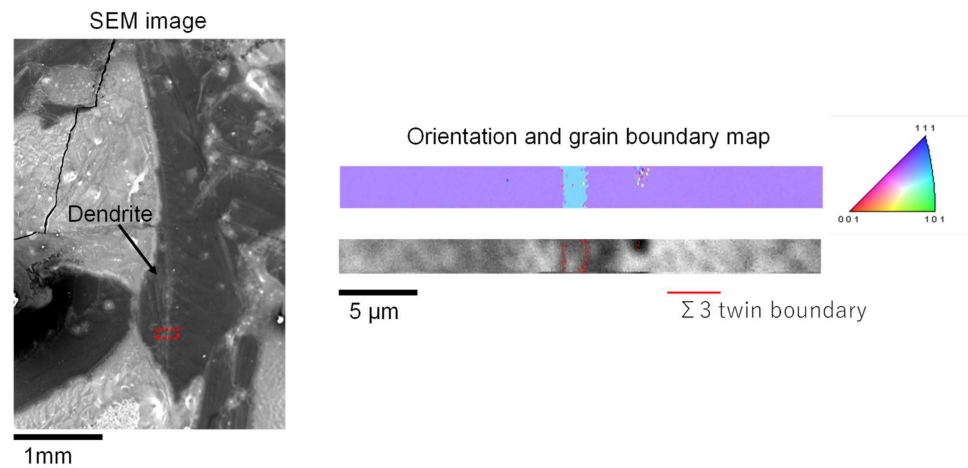 SEM image
Dendrite
1mm
Orientation and grain boundary map
111
001
101
5 μm
Σ3 twin boundary